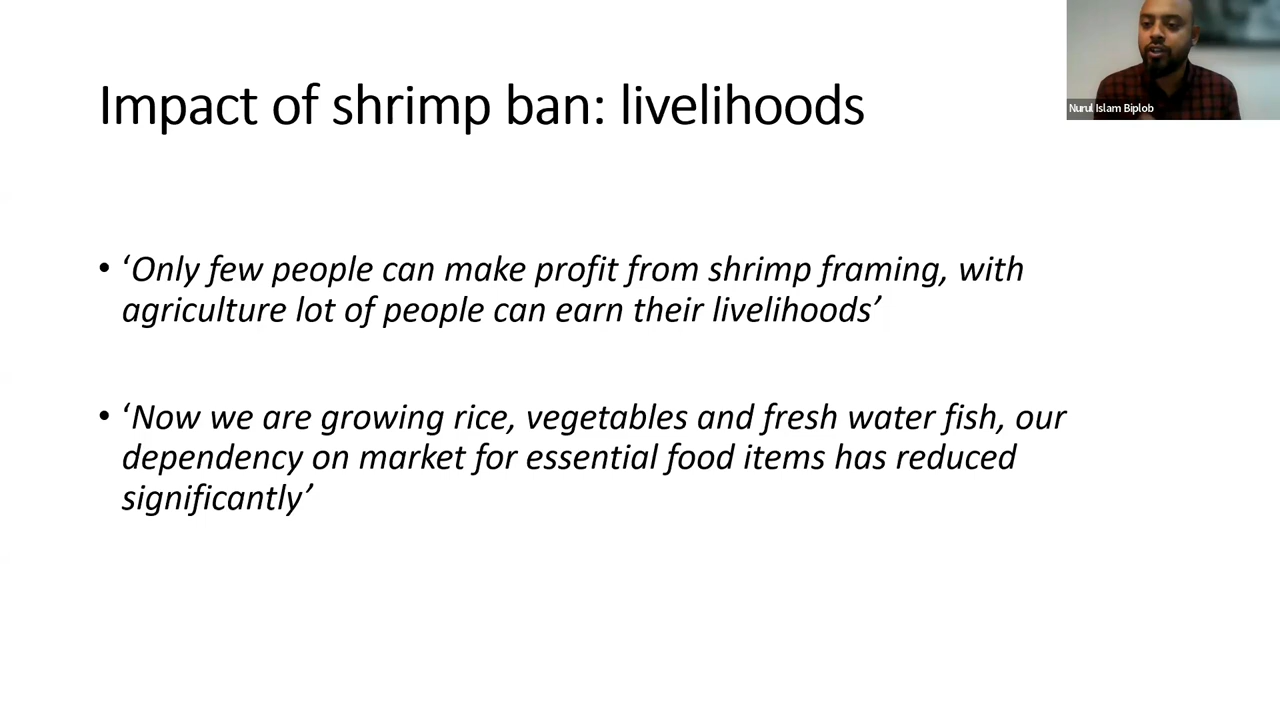 Impact of shrimp ban: livelihoods
Nurul Islam Biplob
• ‘Only few people can make profit from shrimp framing, with
agriculture lot of people can earn their livelihoods’
• ‘Now we are growing rice, vegetables and fresh water fish, our
dependency on market for essential food items has reduced
significantly’